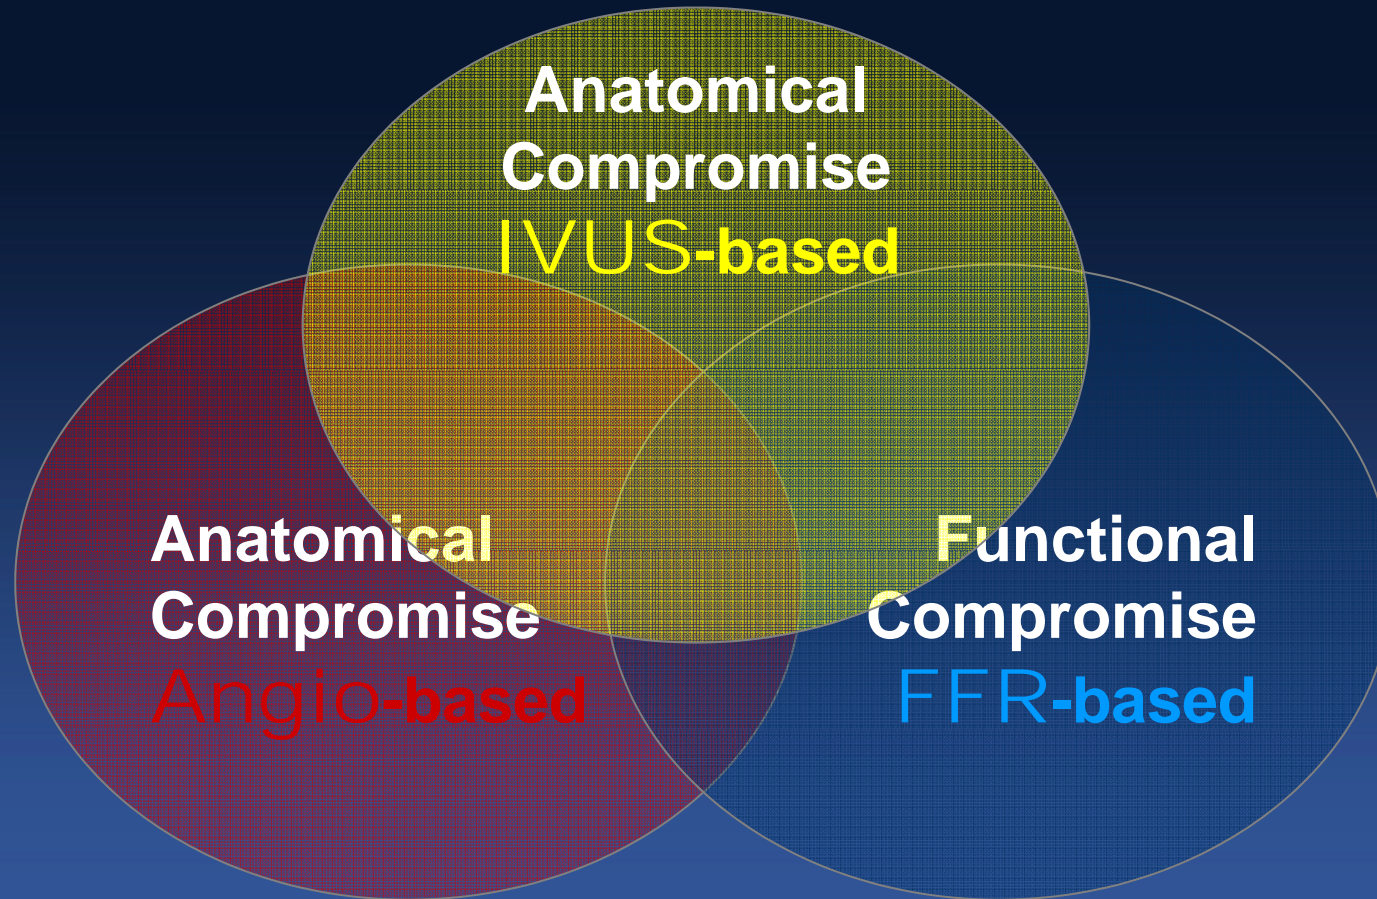 Anatomical
Compromise
IVUS-based
Anatomical
Compromise
Angio-based
Functional
Compromise
FFR-based